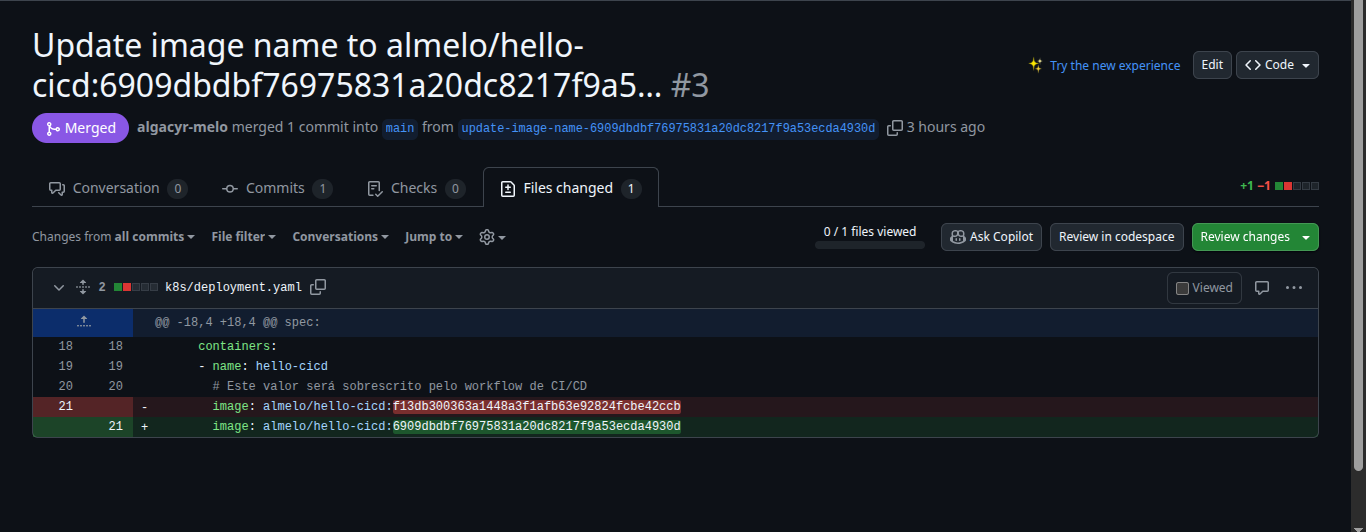 Update image name to almelo/hello-
cicd:6909dbdbf76975831a20dc8217f9a5... #3
Try the new experience Edit <> Code
Merged algacyr-melo merged 1 commit into main from update-image-name-6909dbdbf76975831a20dc8217f9a53ecda4930d 3 hours ago
Conversation 0 Commits 1 Checks 0 Files changed 1 +1 −1
Changes from all commits File filter Conversations Jump to 0 / 1 files viewed Ask Copilot Review in codespace Review changes
2 k8s/deployment.yaml Viewed
@@ -18,4 +18,4 @@ spec:
18 18 containers:
19 19 - name: hello-cicd
20 20 # Este valor será sobrescrito pelo workflow de CI/CD
21 - image: almelo/hello-cicd:f13db300363a1448a3f1afb63e92824fcbe42ccb
21 + image: almelo/hello-cicd:6909dbdbf76975831a20dc8217f9a53ecda4930d